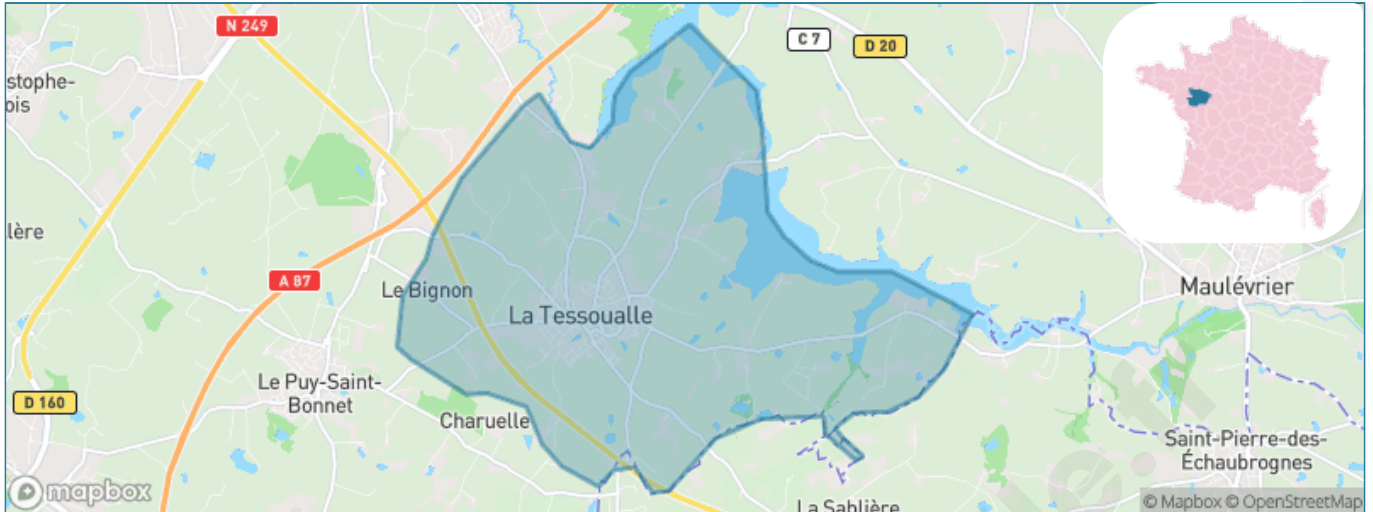 N 249
C 7
D 20
stophe-
ois
lère
A 87
Le Bignon
La Tessoualle
Maulévrier
Le Puy-Saint-
Bonnet
D 160
Charuelle
Saint-Pierre-des-
Échaubrognes
La Sablière
mapbox
© Mapbox © OpenStreetMap